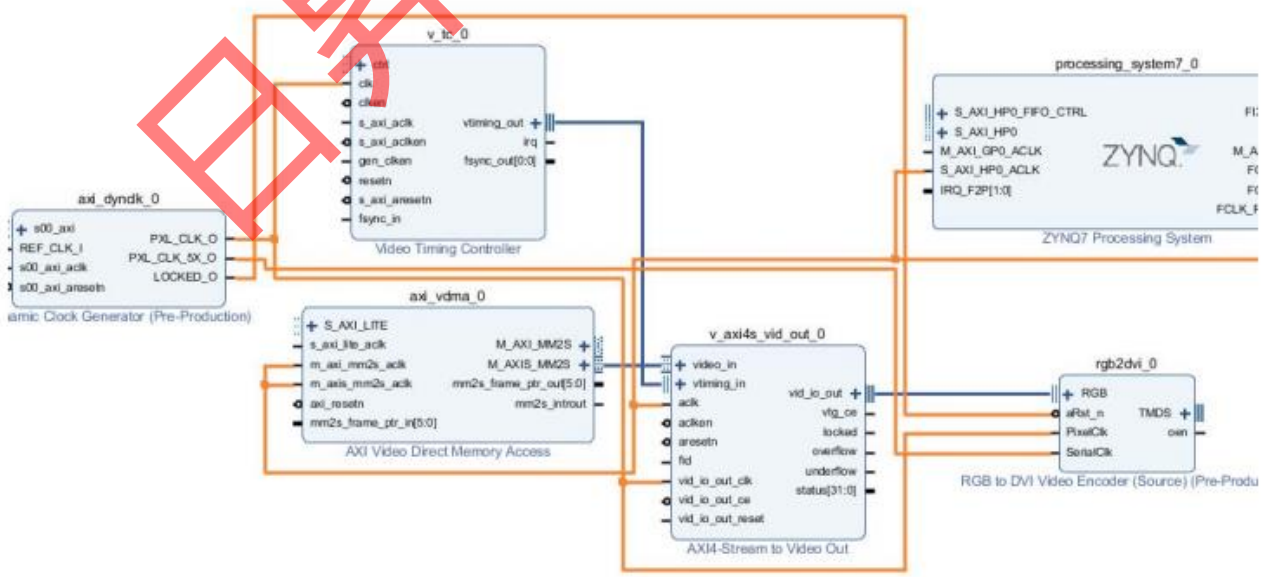 v_tc_0
+ ctrl
clk
clken
s_axi_aclk
s_axi_aclken
gen_clken
resetn
s_axi_aresetn
fsync_in
vtiming_out +
irq
fsync_out[0:0]
Video Timing Controller
processing_system7_0
+ S_AXI_HP0_FIFO_CTRL
+ S_AXI_HP0
M_AXI_GP0_ACLK
S_AXI_HP0_ACLK
IRQ_F2P[1:0]
ZYNQ
M_A
FCLK_F
ZYNQ7 Processing System
axi_dynclk_0
+ s00_axi
REF_CLK_I
s00_axi_aclk
s00_axi_aresetn
PXL_CLK_O
PXL_CLK_5X_O
LOCKED_O
amic Clock Generator (Pre-Production)
axi_vdma_0
+ S_AXI_LITE
s_axi_lite_aclk
m_axi_mm2s_aclk
m_axis_mm2s_aclk
axi_resetn
mm2s_frame_ptr_in[5:0]
M_AXI_MM2S +
M_AXIS_MM2S +
mm2s_frame_ptr_out[5:0]
mm2s_introut
AXI Video Direct Memory Access
v_axi4s_vid_out_0
+ video_in
+ vtiming_in
aclk
aclken
aresetn
fid
vid_io_out_clk
vid_io_out_ce
vid_io_out_reset
vid_io_out +
vtg_ce
locked
overflow
underflow
status[31:0]
AXI4-Stream to Video Out
rgb2dvi_0
+ RGB
aRst_n
PixelClk
SerialClk
TMDS +
oen
RGB to DVI Video Encoder (Source) (Pre-Produ